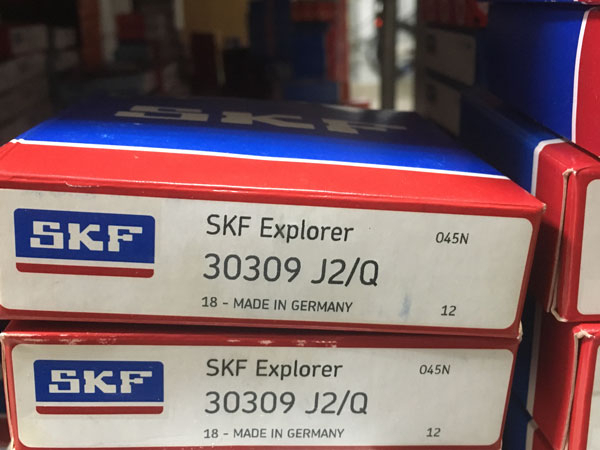 SKF
SKF
SKF Explorer
045N
30309 J2/Q
18 - MADE IN GERMANY
12
SKF
SKF Explorer
045N
30309 J2/Q
18 - MADE IN GERMANY
12